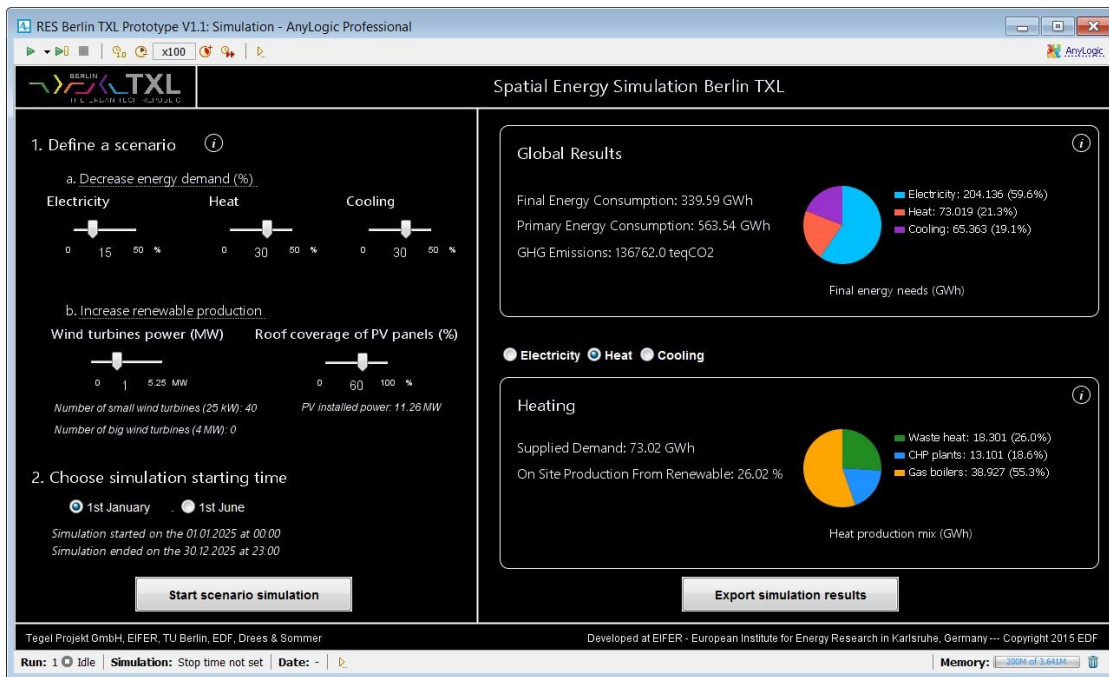 RES Berlin TXL Prototype V1.1: Simulation - AnyLogic Professional
x100
AnyLogic
BERLIN
TXL
THE URBAN TECH REPUBLIC
Spatial Energy Simulation Berlin TXL
1. Define a scenario i
a. Decrease energy demand (%)
Electricity Heat Cooling
0 15 50 % 0 30 50 % 0 30 50 %
b. Increase renewable production
Wind turbines power (MW) Roof coverage of PV panels (%)
0 1 5.25 MW 0 60 100 %
Number of small wind turbines (25 kW): 40 PV installed power: 11.26 MW
Number of big wind turbines (4 MW): 0
2. Choose simulation starting time
1st January . 1st June
Simulation started on the 01.01.2025 at 00:00
Simulation ended on the 30.12.2025 at 23:00
Start scenario simulation
Global Results i
Final Energy Consumption: 339.59 GWh
Primary Energy Consumption: 563.54 GWh
GHG Emissions: 136762.0 teqCO2
Electricity: 204.136 (59.6%)
Heat: 73.019 (21.3%)
Cooling: 65.363 (19.1%)
Final energy needs (GWh)
Electricity Heat Cooling
Heating i
Supplied Demand: 73.02 GWh
On Site Production From Renewable: 26.02 %
Waste heat: 18.301 (26.0%)
CHP plants: 13.101 (18.6%)
Gas boilers: 38.927 (55.3%)
Heat production mix (GWh)
Export simulation results
Tegel Projekt GmbH, EIFER, TU Berlin, EDF, Drees & Sommer
Developed at EIFER - European Institute for Energy Research in Karlsruhe, Germany --- Copyright 2015 EDF
Run: 1 Idle Simulation: Stop time not set Date: - Memory: 200M of 3,641M